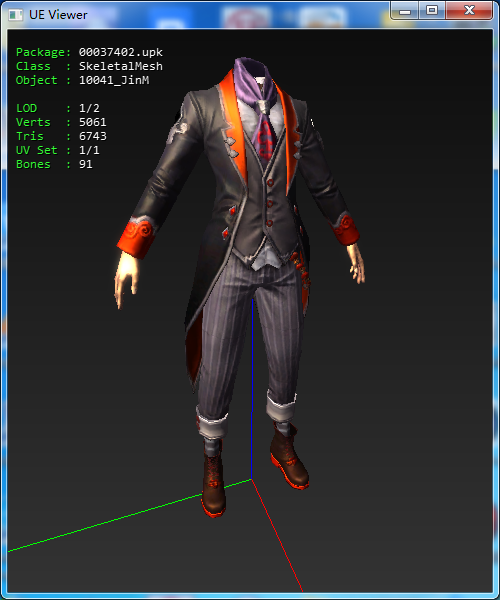 UE Viewer
Package: 00037402.upk
Class  : SkeletalMesh
Object : 10041_JinM
LOD    : 1/2
Verts  : 5061
Tris   : 6743
UV Set : 1/1
Bones  : 91